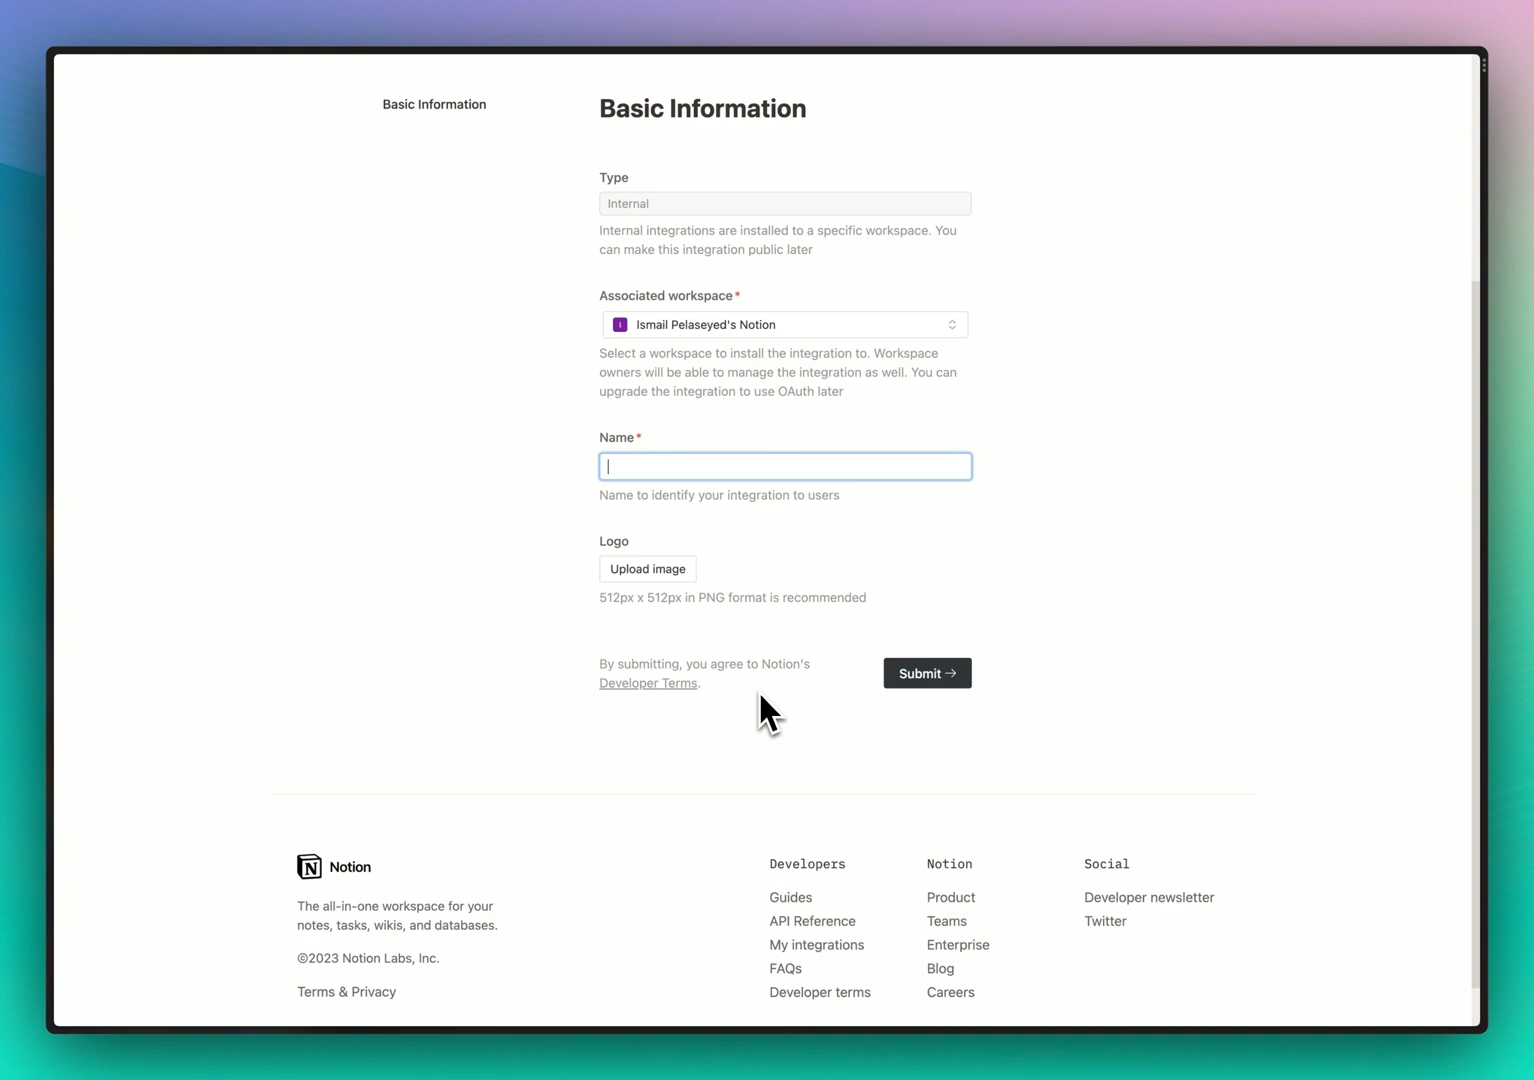 Basic Information
Basic Information
Type
Internal
Internal integrations are installed to a specific workspace. You
can make this integration public later
Associated workspace*
I Ismail Pelaseyed's Notion
Select a workspace to install the integration to. Workspace
owners will be able to manage the integration as well. You can
upgrade the integration to use OAuth later
Name*
Name to identify your integration to users
Logo
Upload image
512px x 512px in PNG format is recommended
By submitting, you agree to Notion's
Developer Terms.
Submit →
N Notion
The all-in-one workspace for your
notes, tasks, wikis, and databases.
©2023 Notion Labs, Inc.
Terms & Privacy
Developers
Guides
API Reference
My integrations
FAQs
Developer terms
Notion
Product
Teams
Enterprise
Blog
Careers
Social
Developer newsletter
Twitter